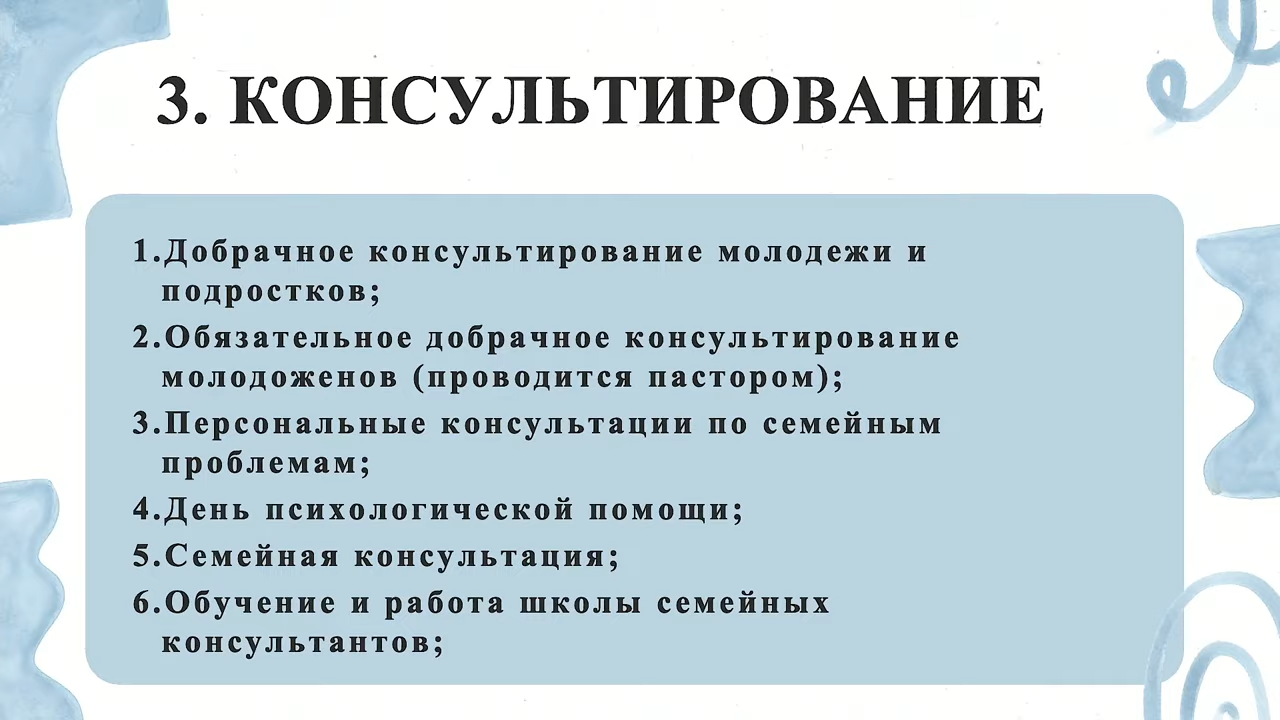 3. КОНСУЛЬТИРОВАНИЕ
1.Добрачное консультирование молодежи и
подростков;
2.Обязательное добрачное консультирование
молодоженов (проводится пастором);
3.Персональные консультации по семейным
проблемам;
4.День психологической помощи;
5.Семейная консультация;
6.Обучение и работа школы семейных
консультантов;